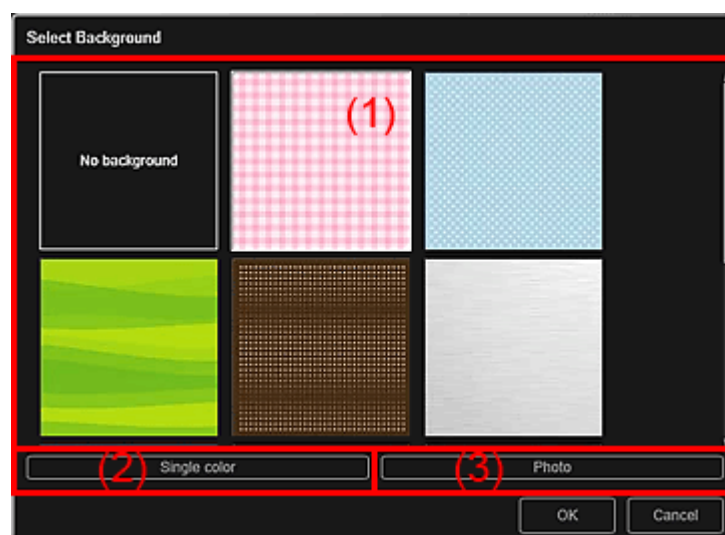 Select Background
(1)
No background
(2) Single color
(3) Photo
OK
Cancel